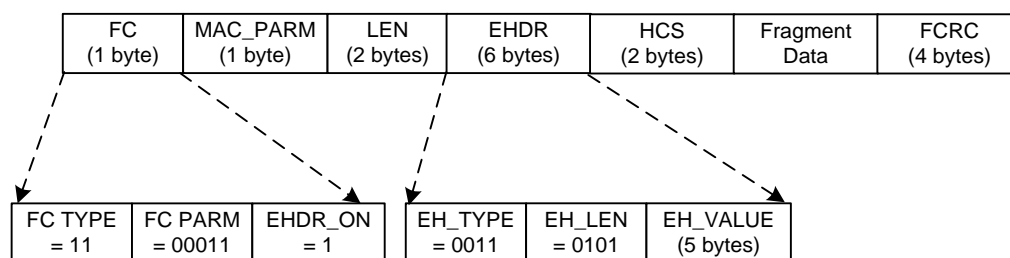 FC
(1 byte)
MAC_PARM
(1 byte)
LEN
(2 bytes)
EHDR
(6 bytes)
HCS
(2 bytes)
Fragment
Data
FCRC
(4 bytes)
FC TYPE
= 11
FC PARM
= 00011
EHDR_ON
= 1
EH_TYPE
= 0011
EH_LEN
= 0101
EH_VALUE
(5 bytes)